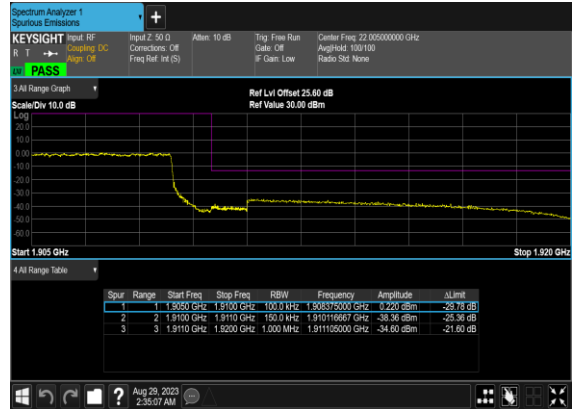 Spectrum Analyzer 1
Spurious Emissions
+
KEYSIGHT Input: RF Input Z: 50 Ω Atten: 10 dB Trig: Free Run Center Freq: 22.005000000 GHz
R T Coupling: DC Corrections: Off Gate: Off Avg|Hold: 100/100
Align: Off Freq Ref: Int (S) IF Gain: Low Radio Std: None
PASS
3 All Range Graph
Ref Lvl Offset 25.60 dB
Scale/Div 10.0 dB Ref Value 30.00 dBm
Log
20.0
10.0
0.00
-10.0
-20.0
-30.0
-40.0
-50.0
-60.0
Start 1.905 GHz Stop 1.920 GHz
4 All Range Table
Spur Range Start Freq Stop Freq RBW Frequency Amplitude ΔLimit
1 1 1.9050 GHz 1.9100 GHz 100.0 kHz 1.908375000 GHz 0.220 dBm -29.78 dB
2 2 1.9100 GHz 1.9110 GHz 150.0 kHz 1.910116667 GHz -38.36 dBm -25.36 dB
3 3 1.9110 GHz 1.9200 GHz 1.000 MHz 1.911105000 GHz -34.60 dBm -21.60 dB
?
Aug 29, 2023
2:35:07 AM